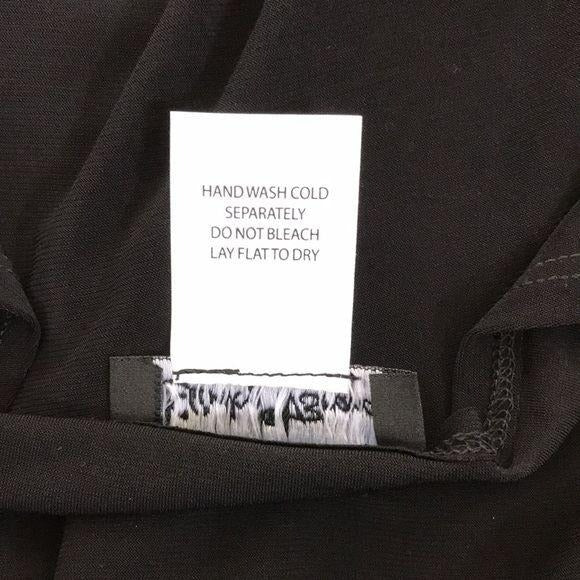 HAND WASH COLD
SEPARATELY
DO NOT BLEACH
LAY FLAT TO DRY